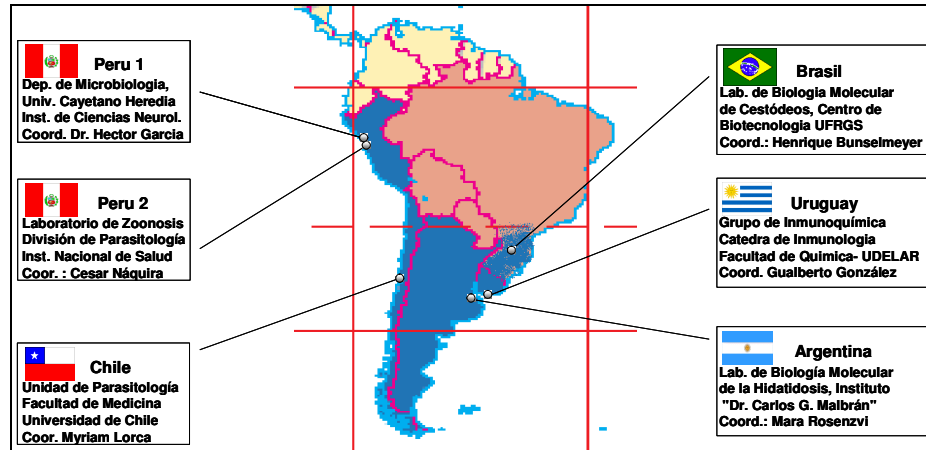 Peru 1
Dep. de Microbiologia,
Univ. Cayetano Heredia
Inst. de Ciencias Neurol.
Coord. Dr. Hector Garcia
Peru 2
Laboratorio de Zoonosis
División de Parasitología
Inst. Nacional de Salud
Coor. : Cesar Náquira
Chile
Unidad de Parasitología
Facultad de Medicina
Universidad de Chile
Coor. Myriam Lorca
Brasil
Lab. de Biologia Molecular
de Cestódeos, Centro de
Biotecnologia UFRGS
Coord.: Henrique Bunselmeyer
Uruguay
Grupo de Inmunoquímica
Catedra de Inmunologia
Facultad de Quimica- UDELAR
Coord. Gualberto González
Argentina
Lab. de Biología Molecular
de la Hidatidosis, Instituto
"Dr. Carlos G. Malbrán"
Coord.: Mara Rosenzvi